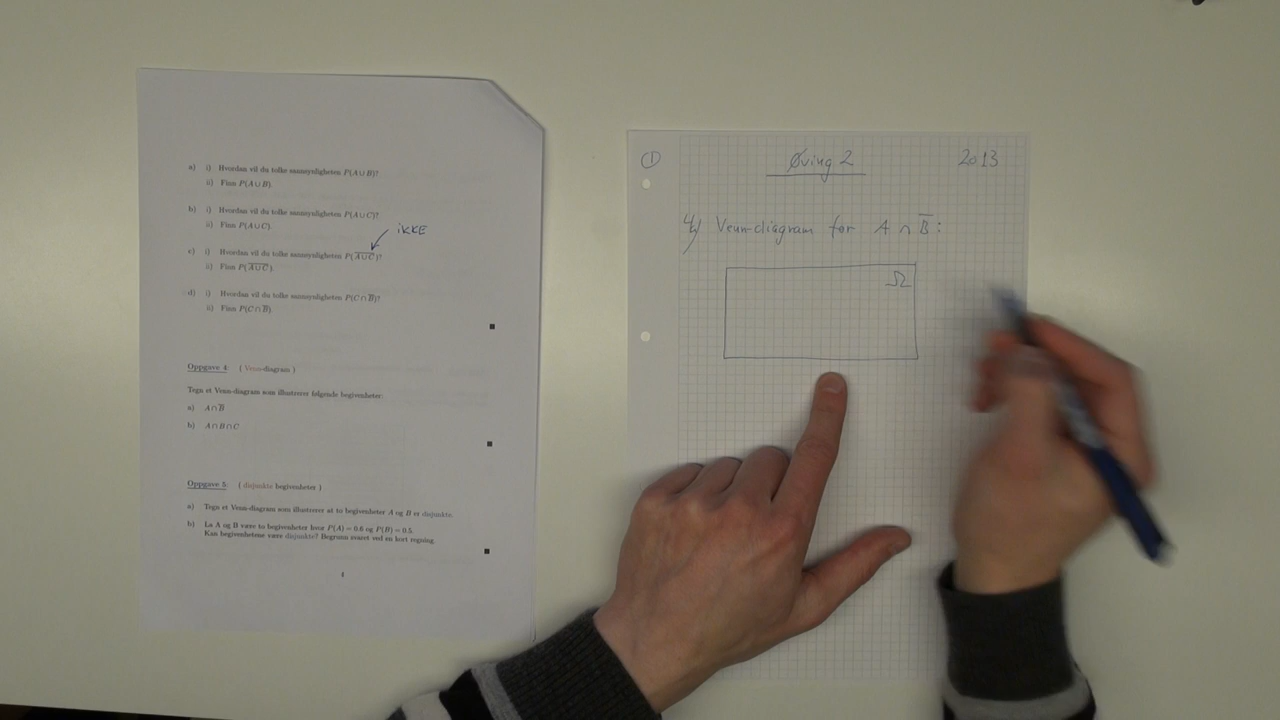 a) i) Hvordan vil du tolke sannsynligheten P(A∪B)?
ii) Finn P(A∪B).
b) i) Hvordan vil du tolke sannsynligheten P(A∪C)?
ii) Finn P(A∪C).
ikke
c) i) Hvordan vil du tolke sannsynligheten P(A̅∪̅C̅)?
ii) Finn P(A̅∪̅C̅)
d) i) Hvordan vil du tolke sannsynligheten P(C∩B̅)?
ii) Finn P(C∩B̅)
Oppgave 4: ( Venn-diagram )
Tegn et Venn-diagram som illustrerer følgende begivenheter:
a) A∩B̅
b) A∩B∩C
Oppgave 5: ( disjunkte begivenheter )
a) Tegn et Venn-diagram som illustrerer at to begivenheter A og B er disjunkte.
b) La A og B være to begivenheter hvor P(A) = 0.6 og P(B) = 0.5.
Kan begivenhetene være disjunkte? Begrunn svaret ved en kort regning.
① Øving 2 2013
Venn-diagram for A ∩ B̅ :
Ω